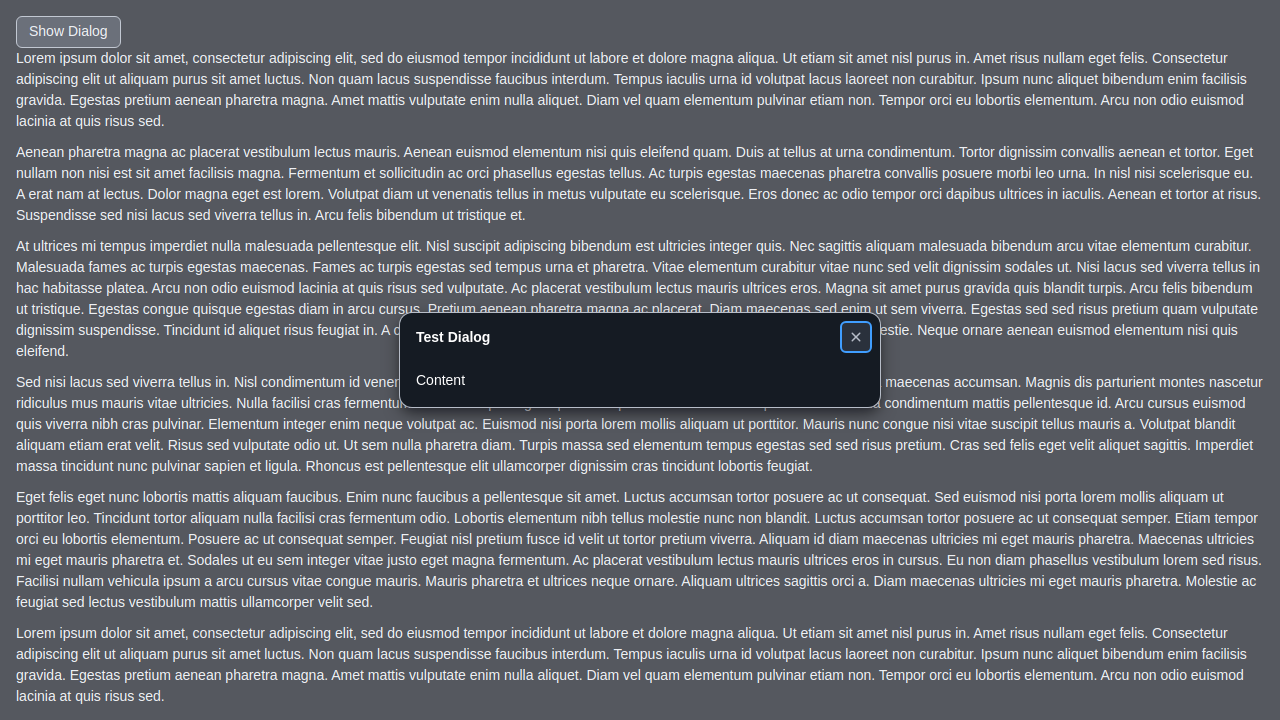 Show Dialog
Lorem ipsum dolor sit amet, consectetur adipiscing elit, sed do eiusmod tempor incididunt ut labore et dolore magna aliqua. Ut etiam sit amet nisl purus in. Amet risus nullam eget felis. Consectetur
adipiscing elit ut aliquam purus sit amet luctus. Non quam lacus suspendisse faucibus interdum. Tempus iaculis urna id volutpat lacus laoreet non curabitur. Ipsum nunc aliquet bibendum enim facilisis
gravida. Egestas pretium aenean pharetra magna. Amet mattis vulputate enim nulla aliquet. Diam vel quam elementum pulvinar etiam non. Tempor orci eu lobortis elementum. Arcu non odio euismod
lacinia at quis risus sed.
Aenean pharetra magna ac placerat vestibulum lectus mauris. Aenean euismod elementum nisi quis eleifend quam. Duis at tellus at urna condimentum. Tortor dignissim convallis aenean et tortor. Eget
nullam non nisi est sit amet facilisis magna. Fermentum et sollicitudin ac orci phasellus egestas tellus. Ac turpis egestas maecenas pharetra convallis posuere morbi leo urna. In nisl nisi scelerisque eu.
A erat nam at lectus. Dolor magna eget est lorem. Volutpat diam ut venenatis tellus in metus vulputate eu scelerisque. Eros donec ac odio tempor orci dapibus ultrices in iaculis. Aenean et tortor at risus.
Suspendisse sed nisi lacus sed viverra tellus in. Arcu felis bibendum ut tristique et.
At ultrices mi tempus imperdiet nulla malesuada pellentesque elit. Nisl suscipit adipiscing bibendum est ultricies integer quis. Nec sagittis aliquam malesuada bibendum arcu vitae elementum curabitur.
Malesuada fames ac turpis egestas maecenas. Fames ac turpis egestas sed tempus urna et pharetra. Vitae elementum curabitur vitae nunc sed velit dignissim sodales ut. Nisi lacus sed viverra tellus in
hac habitasse platea. Arcu non odio euismod lacinia at quis risus sed vulputate. Ac placerat vestibulum lectus mauris ultrices eros. Magna sit amet purus gravida quis blandit turpis. Arcu felis bibendum
ut tristique. Egestas congue quisque egestas diam in arcu cursus. Pretium aenean pharetra magna ac placerat. Diam maecenas sed enim ut sem viverra. Egestas sed sed risus pretium quam vulputate
dignissim suspendisse. Tincidunt id aliquet risus feugiat in. A Neque ornare aenean euismod elementum nisi quis
eleifend.
Test Dialog
Content
Sed nisi lacus sed viverra tellus in. Nisl condimentum id maecenas accumsan. Magnis dis parturient montes nascetur
ridiculus mus mauris vitae ultricies. Nulla facilisi cras condimentum mattis pellentesque id. Arcu cursus euismod
quis viverra nibh cras pulvinar. Elementum integer enim neque volutpat ac. Euismod nisi porta lorem mollis aliquam ut porttitor. Mauris nunc congue nisi vitae suscipit tellus mauris a. Volutpat blandit
aliquam etiam erat velit. Risus sed vulputate odio ut. Ut sem nulla pharetra diam. Turpis massa sed elementum tempus egestas sed sed risus pretium. Cras sed felis eget velit aliquet sagittis. Imperdiet
massa tincidunt nunc pulvinar sapien et ligula. Rhoncus est pellentesque elit ullamcorper dignissim cras tincidunt lobortis feugiat.
Eget felis eget nunc lobortis mattis aliquam faucibus. Enim nunc faucibus a pellentesque sit amet. Luctus accumsan tortor posuere ac ut consequat. Sed euismod nisi porta lorem mollis aliquam ut
porttitor leo. Tincidunt tortor aliquam nulla facilisi cras fermentum odio. Lobortis elementum nibh tellus molestie nunc non blandit. Luctus accumsan tortor posuere ac ut consequat semper. Etiam tempor
orci eu lobortis elementum. Posuere ac ut consequat semper. Feugiat nisl pretium fusce id velit ut tortor pretium viverra. Aliquam id diam maecenas ultricies mi eget mauris pharetra. Maecenas ultricies
mi eget mauris pharetra et. Sodales ut eu sem integer vitae justo eget magna fermentum. Ac placerat vestibulum lectus mauris ultrices eros in cursus. Eu non diam phasellus vestibulum lorem sed risus.
Facilisi nullam vehicula ipsum a arcu cursus vitae congue mauris. Mauris pharetra et ultrices neque ornare. Aliquam ultrices sagittis orci a. Diam maecenas ultricies mi eget mauris pharetra. Molestie ac
feugiat sed lectus vestibulum mattis ullamcorper velit sed.
Lorem ipsum dolor sit amet, consectetur adipiscing elit, sed do eiusmod tempor incididunt ut labore et dolore magna aliqua. Ut etiam sit amet nisl purus in. Amet risus nullam eget felis. Consectetur
adipiscing elit ut aliquam purus sit amet luctus. Non quam lacus suspendisse faucibus interdum. Tempus iaculis urna id volutpat lacus laoreet non curabitur. Ipsum nunc aliquet bibendum enim facilisis
gravida. Egestas pretium aenean pharetra magna. Amet mattis vulputate enim nulla aliquet. Diam vel quam elementum pulvinar etiam non. Tempor orci eu lobortis elementum. Arcu non odio euismod
lacinia at quis risus sed.